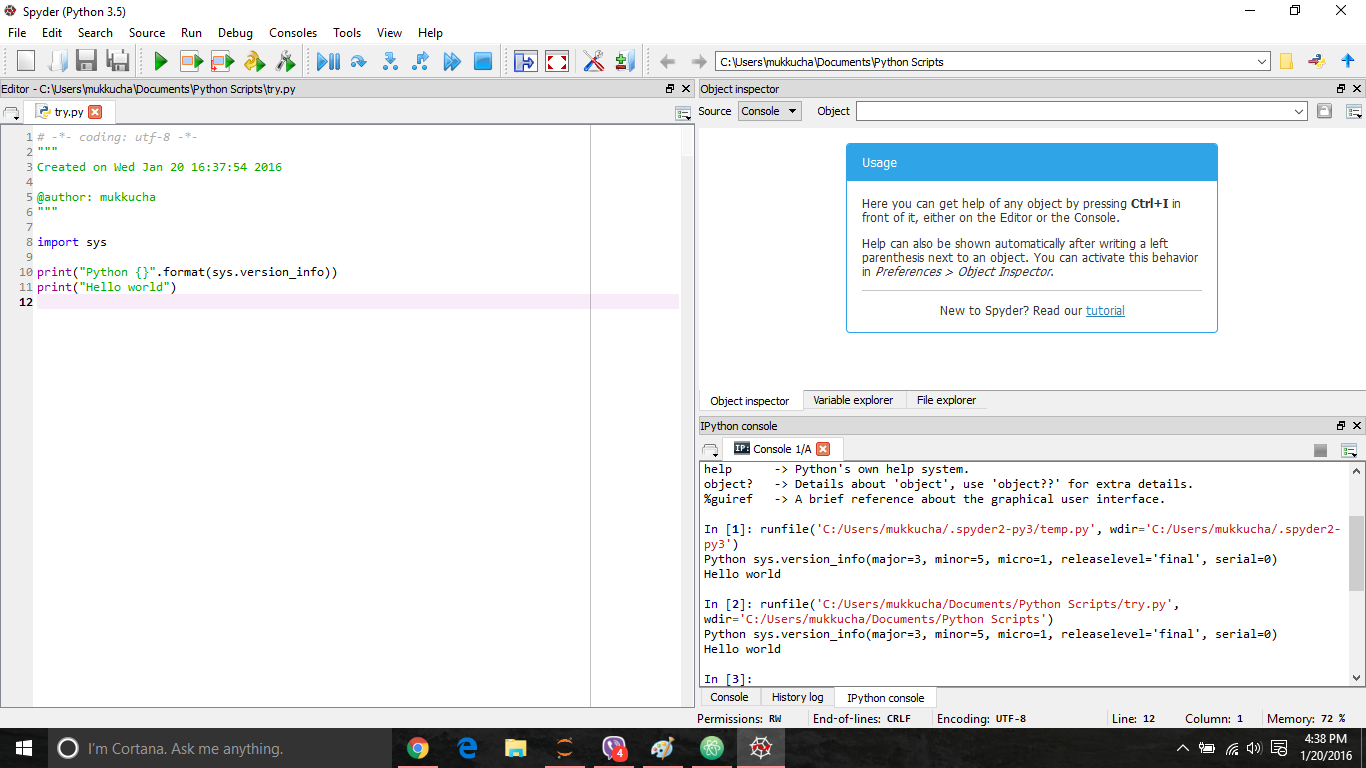 Spyder (Python 3.5)
File Edit Search Source Run Debug Consoles Tools View Help
C:\Users\mukkucha\Documents\Python Scripts
Editor - C:\Users\mukkucha\Documents\Python Scripts\try.py
try.py
1 # -*- coding: utf-8 -*-
2 """
3 Created on Wed Jan 20 16:37:54 2016
4
5 @author: mukkucha
6 """
7
8 import sys
9
10 print("Python {}".format(sys.version_info))
11 print("Hello world")
12
Object inspector
Source Console Object
Usage
Here you can get help of any object by pressing Ctrl+I in
front of it, either on the Editor or the Console.
Help can also be shown automatically after writing a left
parenthesis next to an object. You can activate this behavior
in Preferences > Object Inspector.
New to Spyder? Read our tutorial
Object inspector Variable explorer File explorer
IPython console
IP: Console 1/A
help -> Python's own help system.
object? -> Details about 'object', use 'object??' for extra details.
%guiref -> A brief reference about the graphical user interface.
In [1]: runfile('C:/Users/mukkucha/.spyder2-py3/temp.py', wdir='C:/Users/mukkucha/.spyder2-
py3')
Python sys.version_info(major=3, minor=5, micro=1, releaselevel='final', serial=0)
Hello world
In [2]: runfile('C:/Users/mukkucha/Documents/Python Scripts/try.py',
wdir='C:/Users/mukkucha/Documents/Python Scripts')
Python sys.version_info(major=3, minor=5, micro=1, releaselevel='final', serial=0)
Hello world
In [3]:
Console History log IPython console
Permissions: RW End-of-lines: CRLF Encoding: UTF-8 Line: 12 Column: 1 Memory: 72 %
I'm Cortana. Ask me anything.
4
4:38 PM
1/20/2016